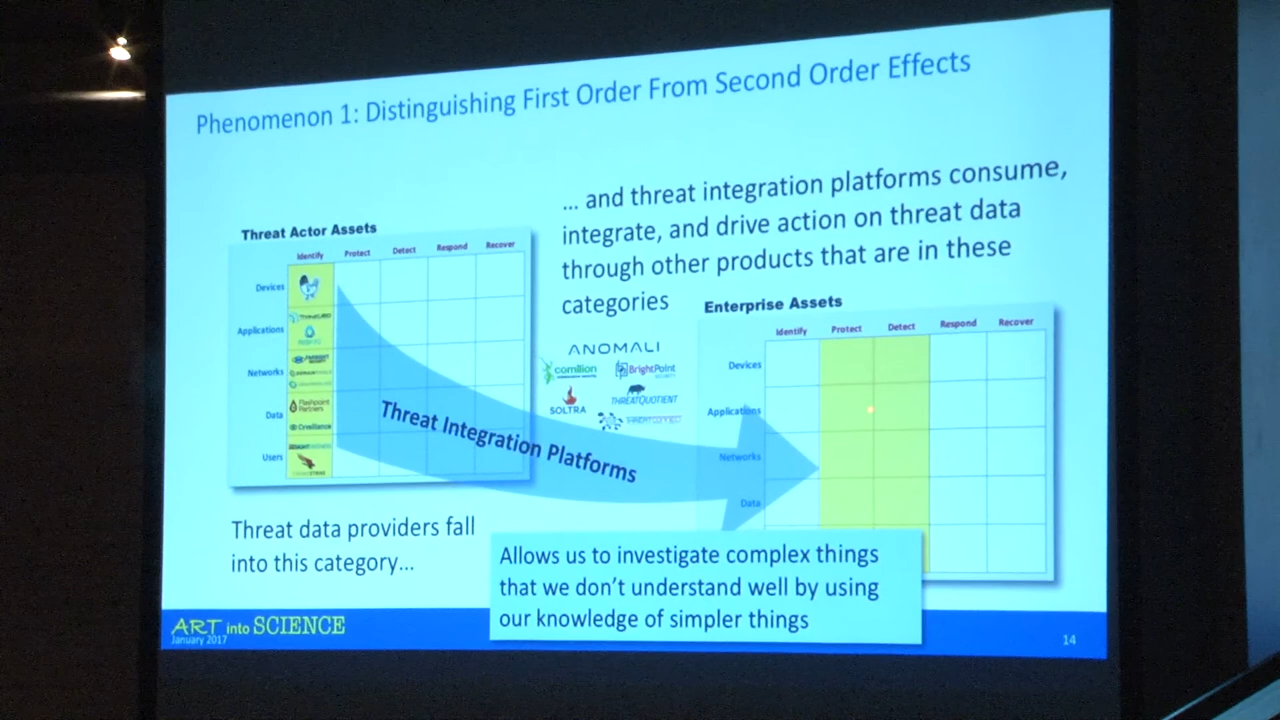 Phenomenon 1: Distinguishing First Order From Second Order Effects
... and threat integration platforms consume,
integrate, and drive action on threat data
through other products that are in these
categories
Threat Actor Assets
Identify Protect Detect Respond Recover
Devices
Applications
Networks
Data
Users
Flashpoint
Partners
Threat Integration Platforms
ANOMALI
comilion
BrightPoint
SECURITY
SOLTRA
THREATQUOTIENT
THREATCONNECT
Enterprise Assets
Identify Protect Detect Respond Recover
Devices
Applications
Networks
Data
Threat data providers fall
into this category...
Allows us to investigate complex things
that we don't understand well by using
our knowledge of simpler things
ART into SCIENCE
January 2017
14